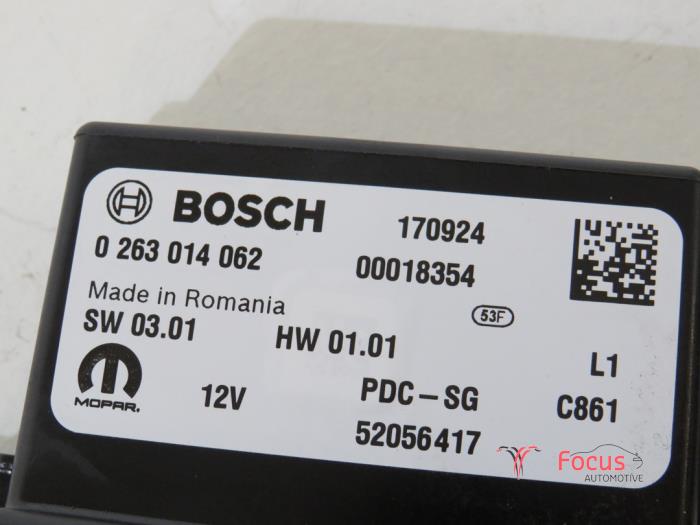 BOSCH 170924
0 263 014 062 00018354
Made in Romania 53F
SW 03.01 HW 01.01 L1
MOPAR. 12V PDC-SG C861
52056417
Focus
AUTOMOTIVE